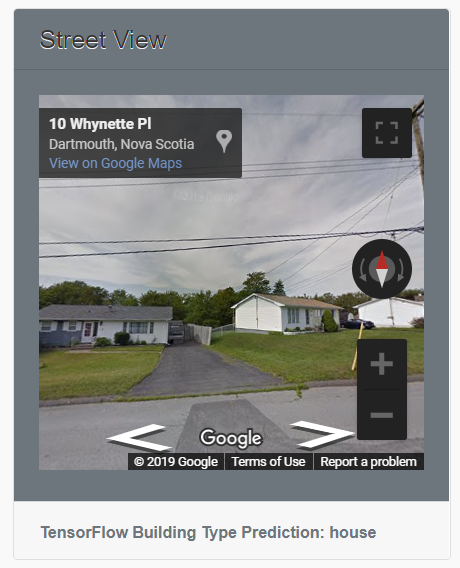 Street View
10 Whynette Pl
Dartmouth, Nova Scotia
View on Google Maps
Google
© 2019 Google
Terms of Use
Report a problem
TensorFlow Building Type Prediction: house